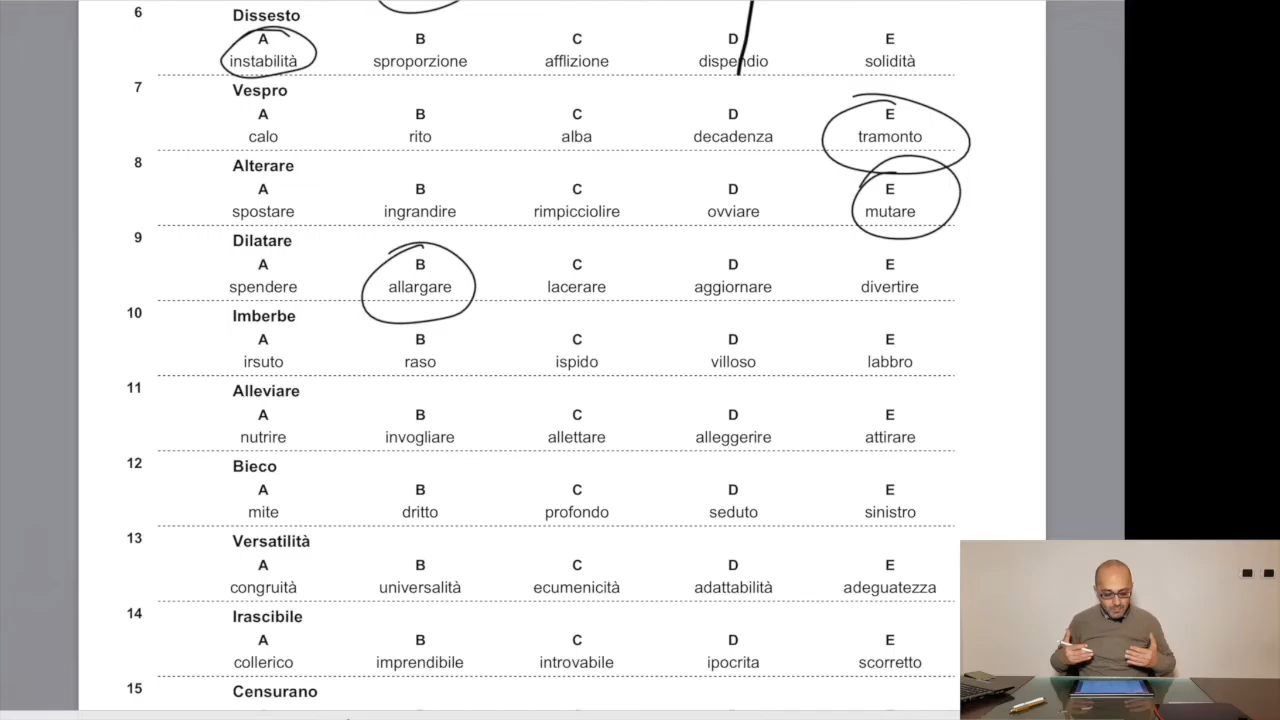 6
Dissesto
A B C D E
instabilità sproporzione afflizione dispendio solidità
7
Vespro
A B C D E
calo rito alba decadenza tramonto
8
Alterare
A B C D E
spostare ingrandire rimpicciolire ovviare mutare
9
Dilatare
A B C D E
spendere allargare lacerare aggiornare divertire
10
Imberbe
A B C D E
irsuto raso ispido villoso labbro
11
Alleviare
A B C D E
nutrire invogliare allettare alleggerire attirare
12
Bieco
A B C D E
mite dritto profondo seduto sinistro
13
Versatilità
A B C D E
congruità universalità ecumenicità adattabilità adeguatezza
14
Irascibile
A B C D E
collerico imprendibile introvabile ipocrita scorretto
15
Censurano